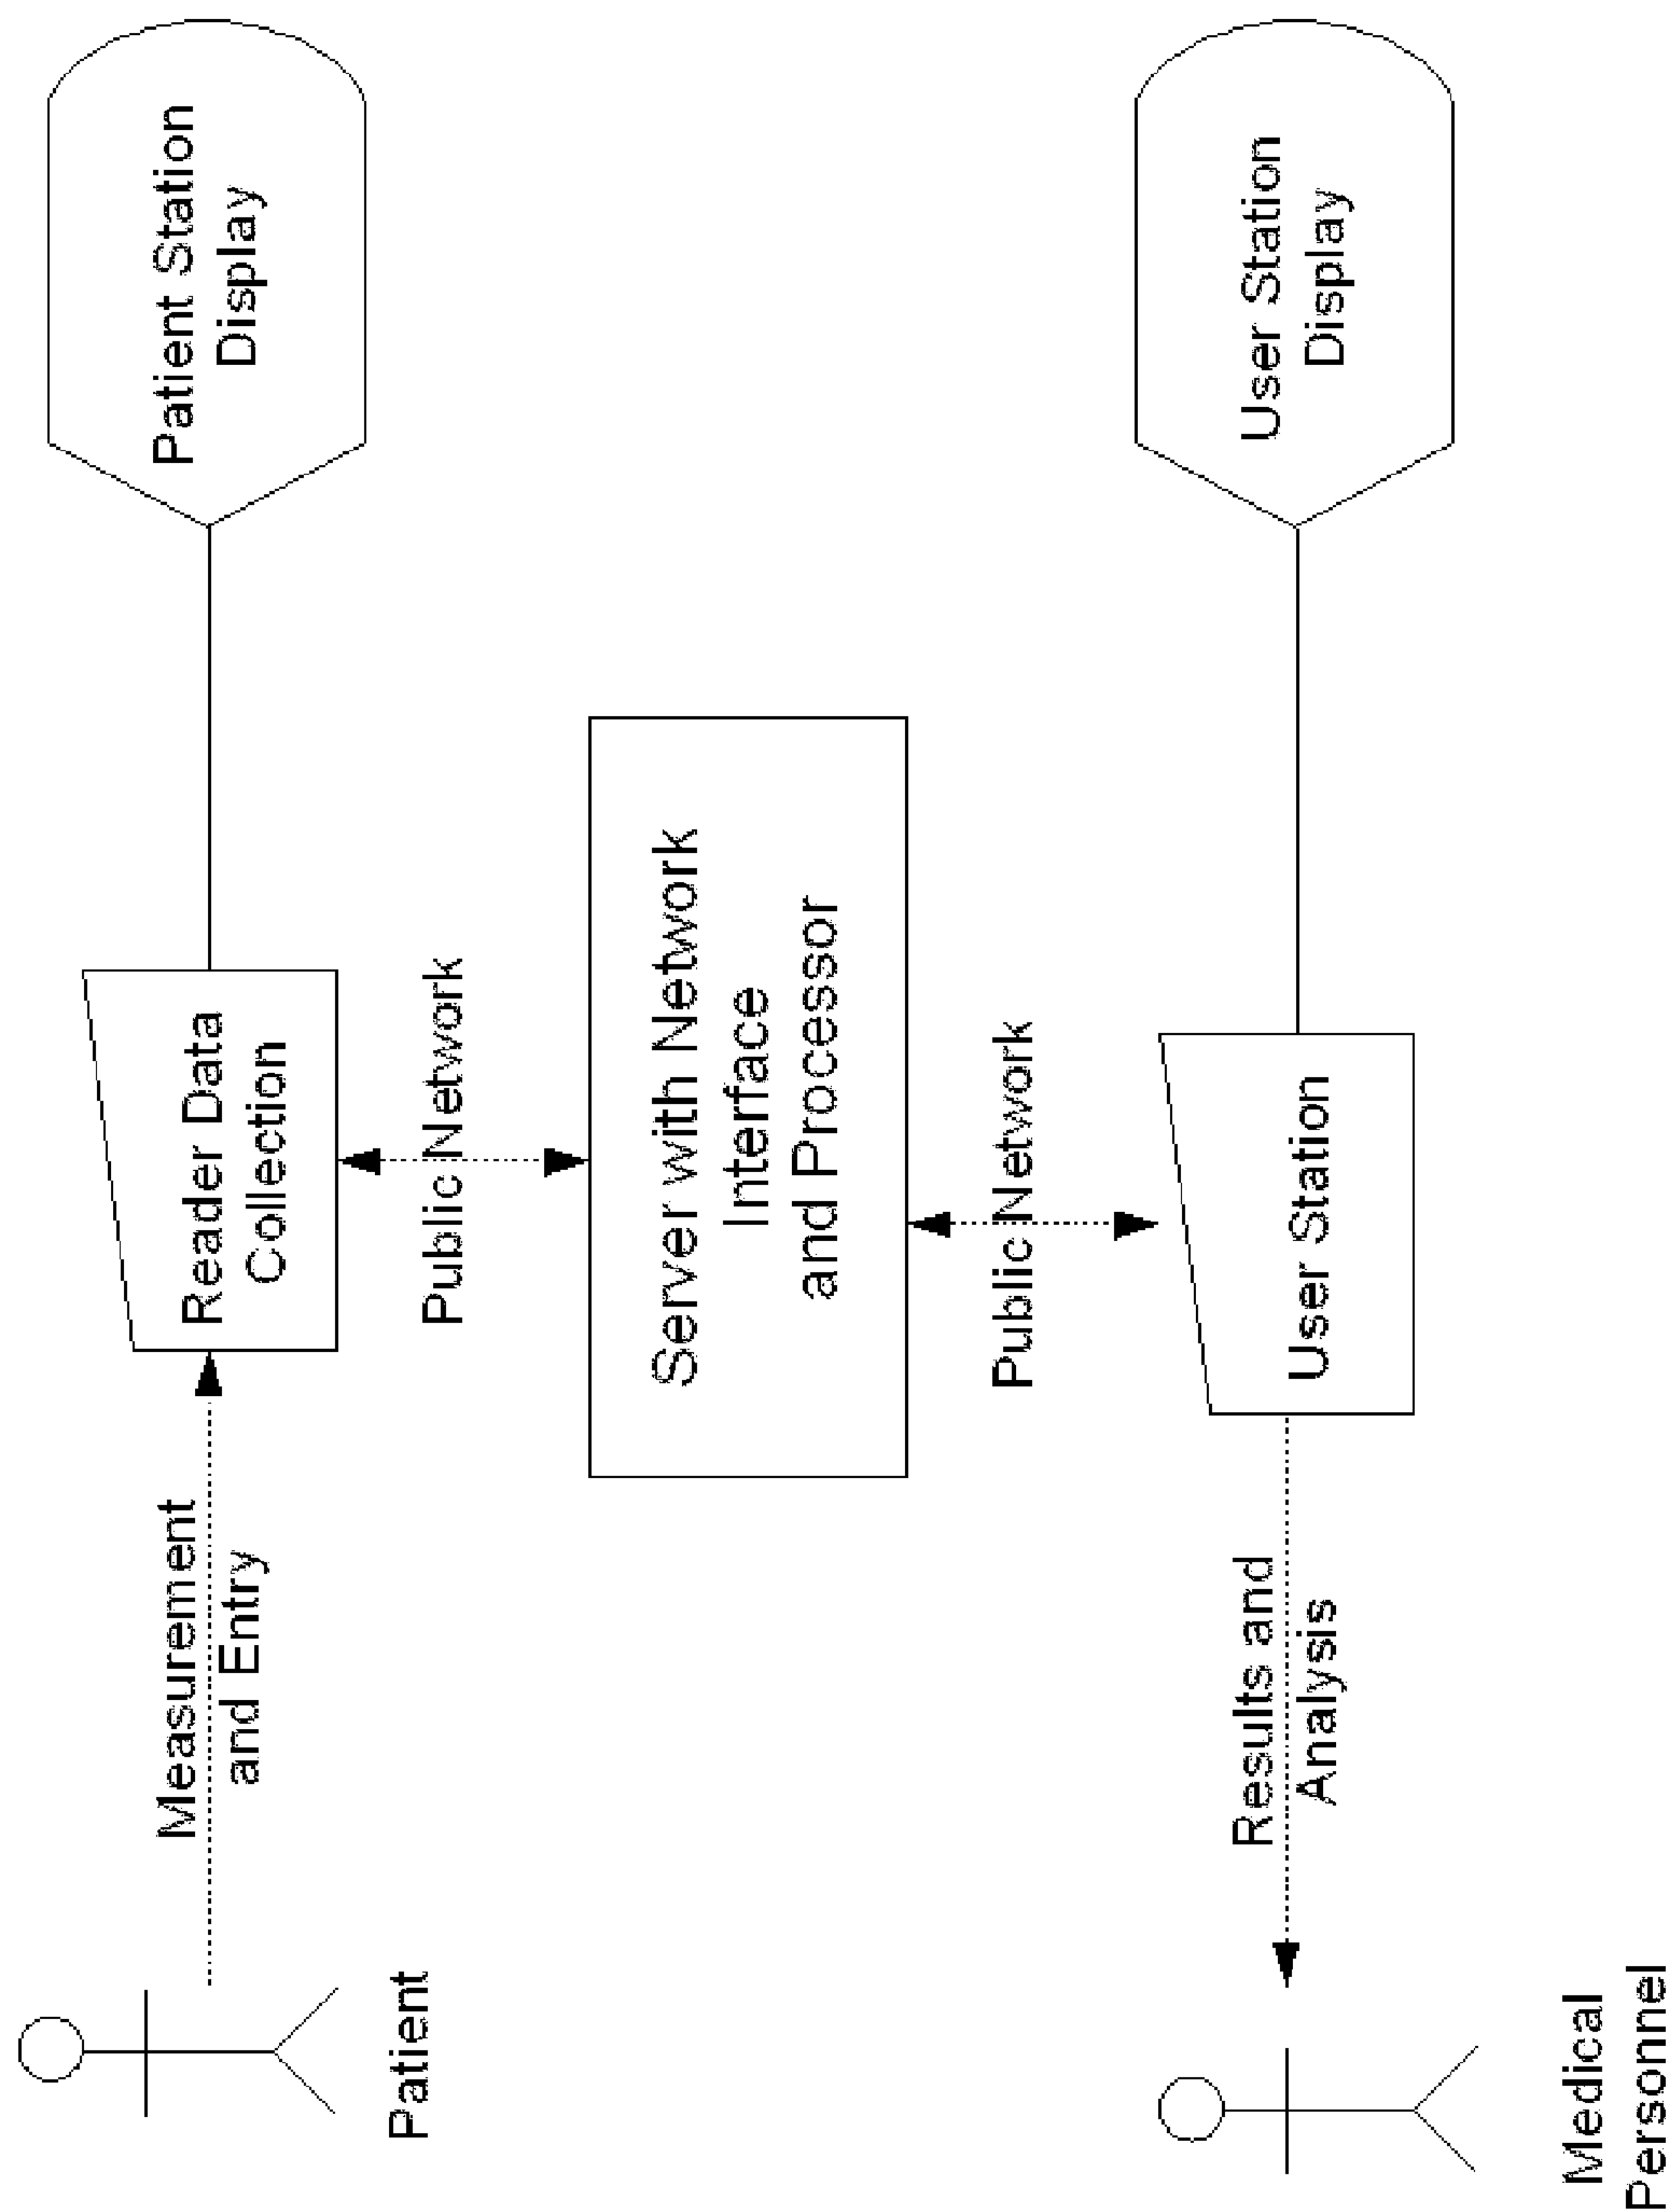 Patient
Measurement
and Entry
Reader Data
Collection
Patient Station
Display
Public Network
Server with Network
Interface
and Processor
Public Network
Medical
Personnel
Results and
Analysis
User Station
User Station
Display